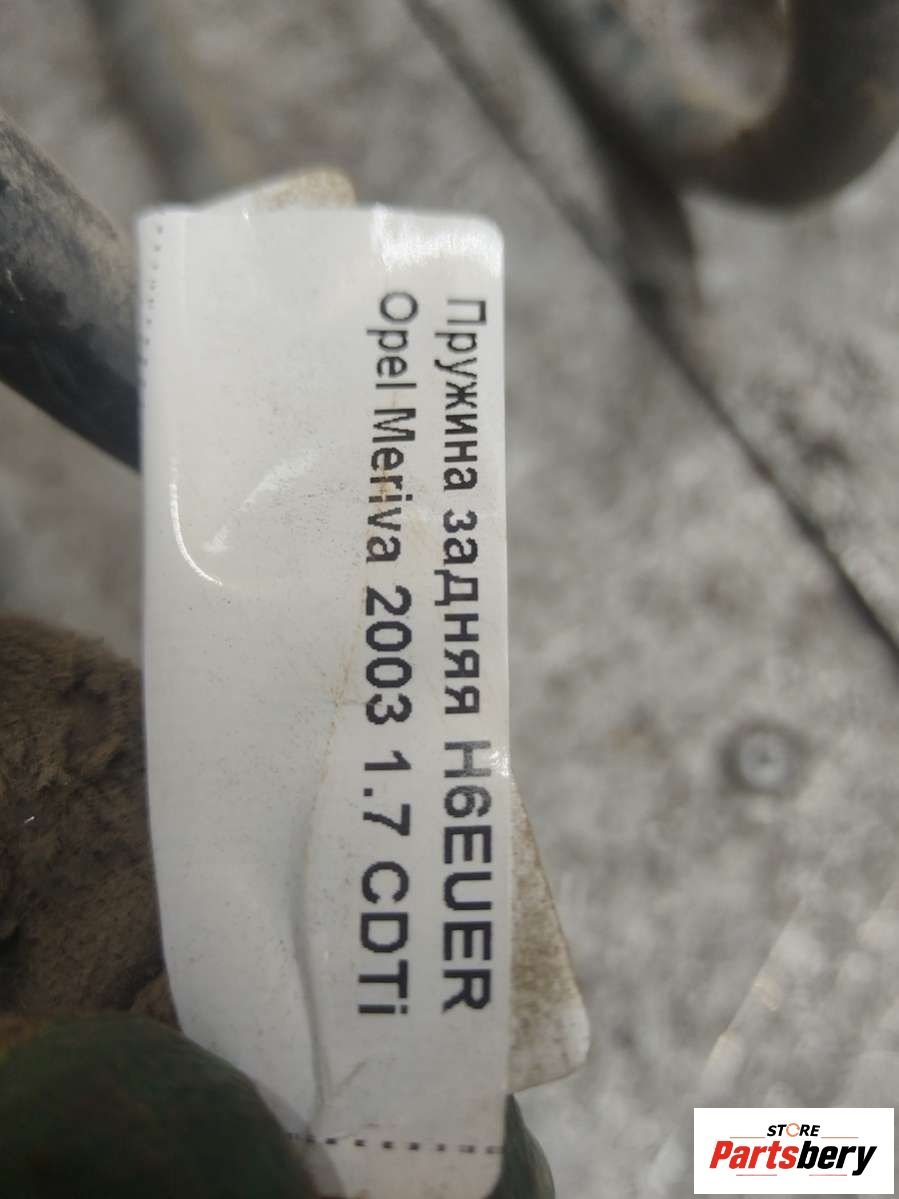 Пружина задняя H6EUER
Opel Meriva 2003 1.7 CDTi
STORE
Partsbery